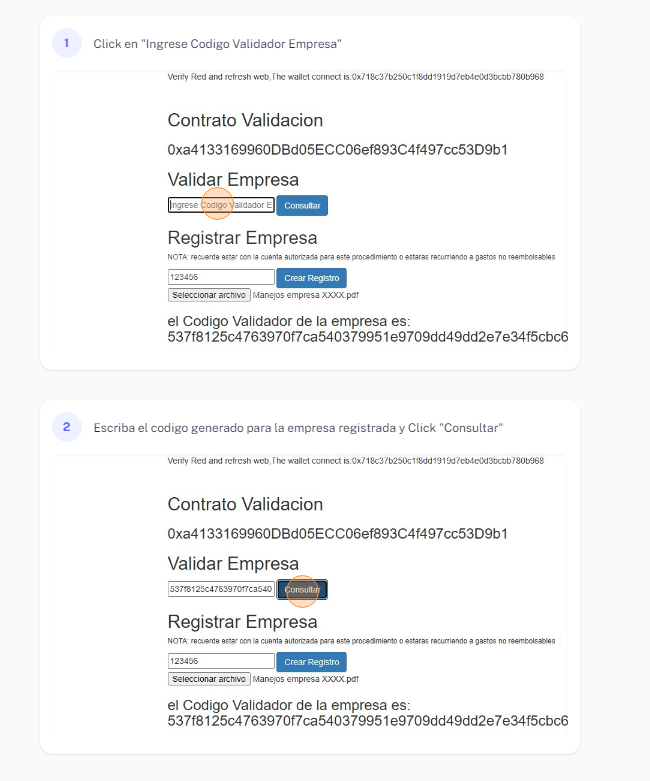 1 Click en "Ingrese Codigo Validador Empresa"
Verify Red and refresh web,The wallet connect is:0x718c37b250c1f8dd1919d7eb4e0d3bcbb780b968
Contrato Validacion
0xa4133169960DBd05ECC06ef893C4f497cc53D9b1
Validar Empresa
Ingrese Codigo Validador E Consultar
Registrar Empresa
NOTA: recuerde estar con la cuenta autorizada para este procedimiento o estaras recurriendo a gastos no reembolsables
123456 Crear Registro
Seleccionar archivo Manejos empresa XXXX.pdf
el Codigo Validador de la empresa es:
537f8125c4763970f7ca540379951e9709dd49dd2e7e34f5cbc6
2 Escriba el codigo generado para la empresa registrada y Click "Consultar"
Verify Red and refresh web,The wallet connect is:0x718c37b250c1f8dd1919d7eb4e0d3bcbb780b968
Contrato Validacion
0xa4133169960DBd05ECC06ef893C4f497cc53D9b1
Validar Empresa
537f8125c4763970f7ca540 Consultar
Registrar Empresa
NOTA: recuerde estar con la cuenta autorizada para este procedimiento o estaras recurriendo a gastos no reembolsables
123456 Crear Registro
Seleccionar archivo Manejos empresa XXXX.pdf
el Codigo Validador de la empresa es:
537f8125c4763970f7ca540379951e9709dd49dd2e7e34f5cbc6